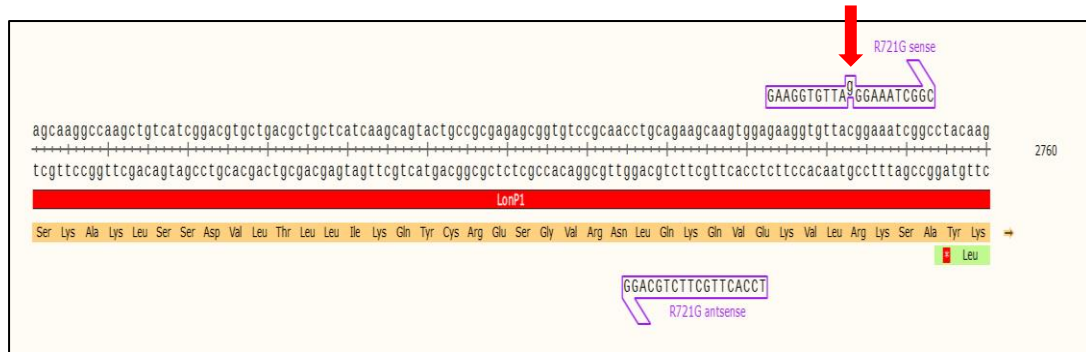 R721G sense
g
GAAGGTGTTA GGAAATCGGC
agcaaggccaagctgtcatcggacgtgctgacgctgctcatcaagcagtactgccgcgagagcggtgtccgcaacctgcagaagcaagtggagaaggtgttacggaaatcggcctacaag
2760
tcgttccggttcgacagtagcctgcacgactgcgacgagtagttcgtcatgacggcgctctcgccacaggcgttggacgtcttcgttcacctcttccacaatgcctttagccggatgttc
LonP1
Ser Lys Ala Lys Leu Ser Ser Asp Val Leu Thr Leu Leu Ile Lys Gln Tyr Cys Arg Glu Ser Gly Val Arg Asn Leu Gln Lys Gln Val Glu Lys Val Leu Arg Lys Ser Ala Tyr Lys
* Leu
GGACGTCTTCGTTCACCT
R721G antsense